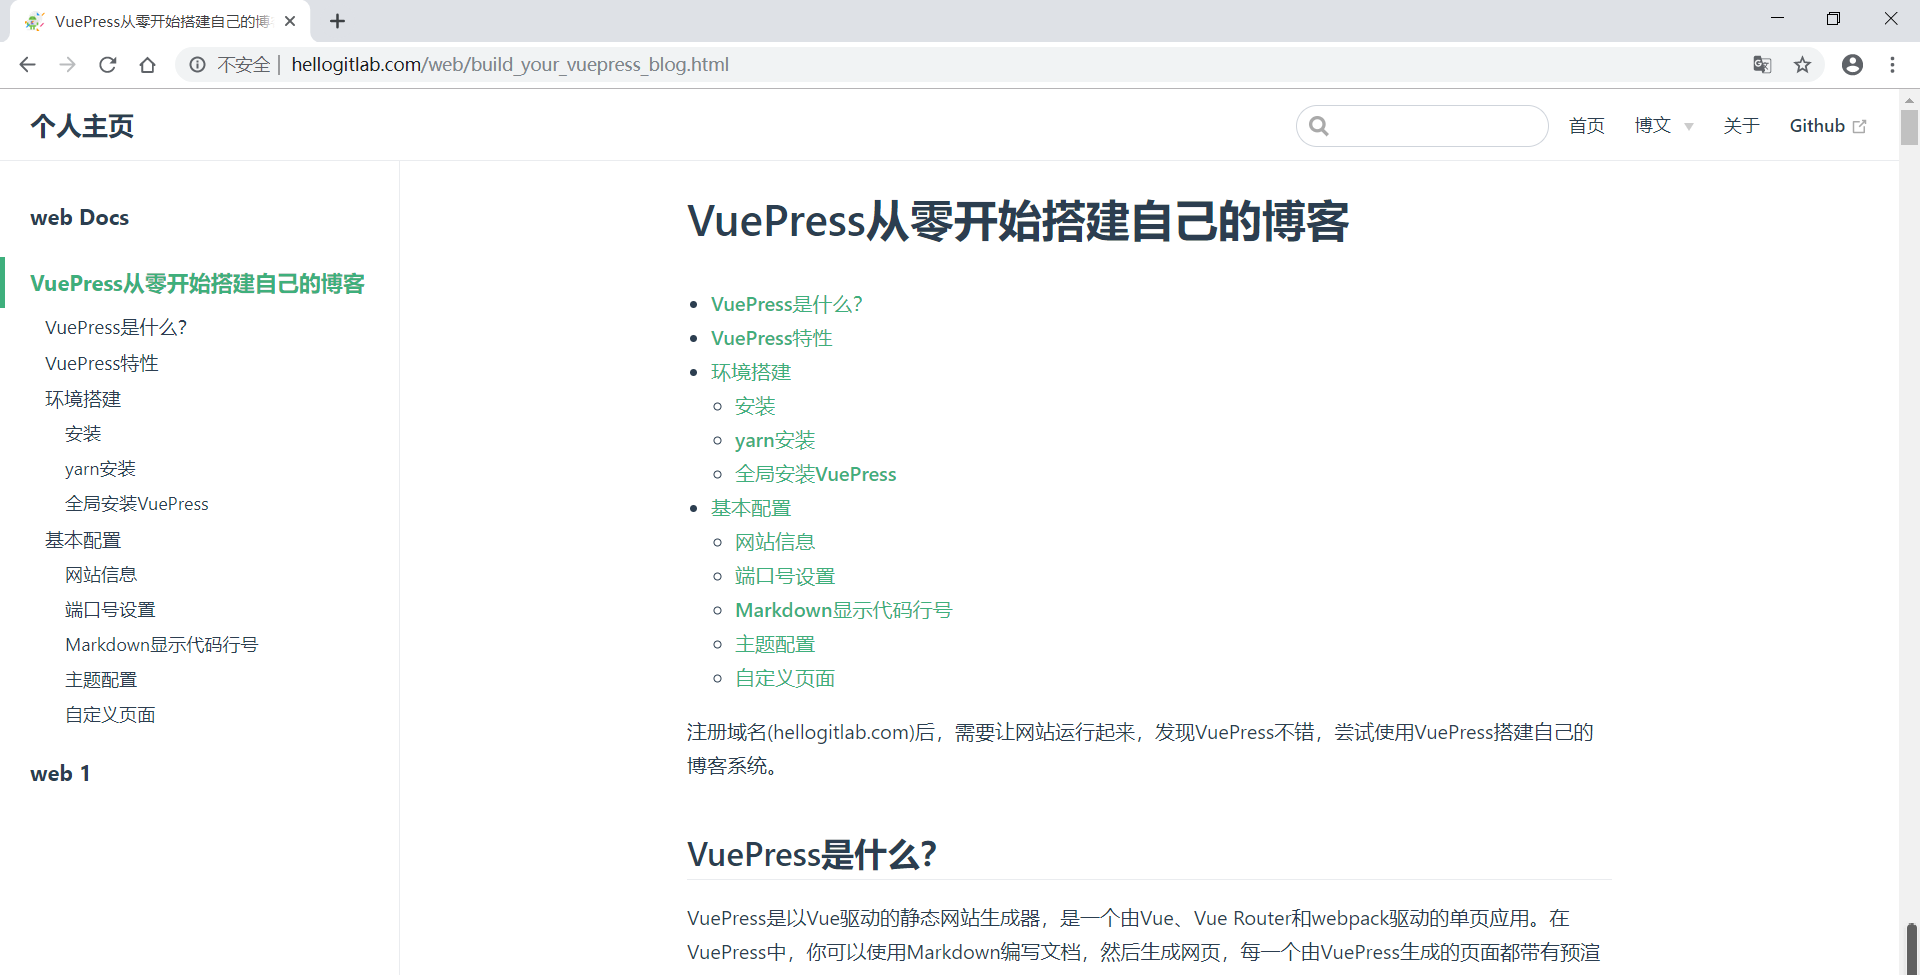 VuePress从零开始搭建自己的博
不安全 | hellogitlab.com/web/build_your_vuepress_blog.html
个人主页
首页 博文 关于 Github
web Docs
VuePress从零开始搭建自己的博客
VuePress是什么？
VuePress特性
环境搭建
安装
yarn安装
全局安装VuePress
基本配置
网站信息
端口号设置
Markdown显示代码行号
主题配置
自定义页面
web 1
VuePress从零开始搭建自己的博客
VuePress是什么？
VuePress特性
环境搭建
安装
yarn安装
全局安装VuePress
基本配置
网站信息
端口号设置
Markdown显示代码行号
主题配置
自定义页面
注册域名(hellogitlab.com)后，需要让网站运行起来，发现VuePress不错，尝试使用VuePress搭建自己的
博客系统。
VuePress是什么？
VuePress是以Vue驱动的静态网站生成器，是一个由Vue、Vue Router和webpack驱动的单页应用。在
VuePress中，你可以使用Markdown编写文档，然后生成网页，每一个由VuePress生成的页面都带有预渲